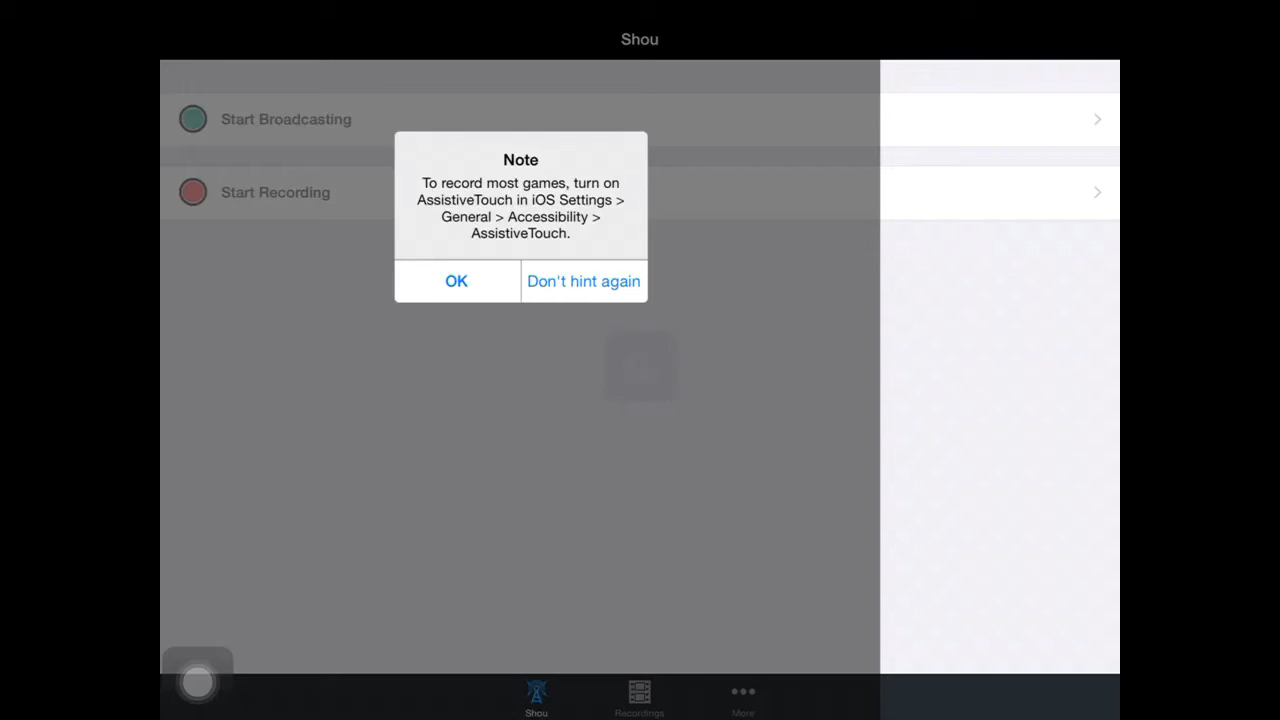 Shou
Start Broadcasting
Start Recording
Note
To record most games, turn on
AssistiveTouch in iOS Settings >
General > Accessibility >
AssistiveTouch.
OK
Don't hint again
Shou
Recordings
More